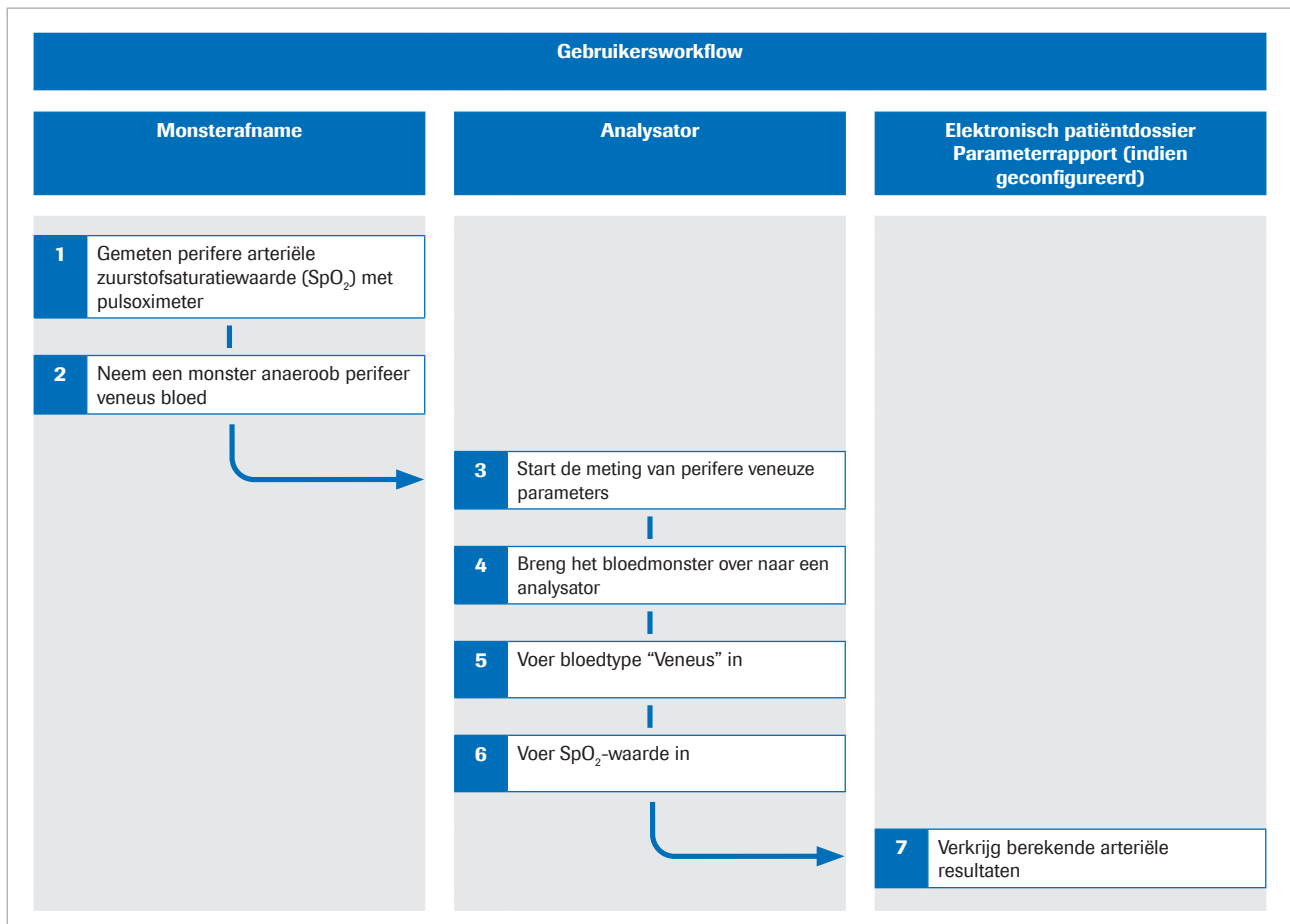 Gebruikersworkflow
Monsterafname
Analysator
Elektronisch patiëntdossier
Parameterrapport (indien
geconfigureerd)
1 Gemeten perifere arteriële
zuurstofsaturatiewaarde (SpO₂) met
pulsoximeter
2 Neem een monster anaeroob perifeer
veneus bloed
3 Start de meting van perifere veneuze
parameters
4 Breng het bloedmonster over naar een
analysator
5 Voer bloedtype “Veneus” in
6 Voer SpO₂-waarde in
7 Verkrijg berekende arteriële
resultaten